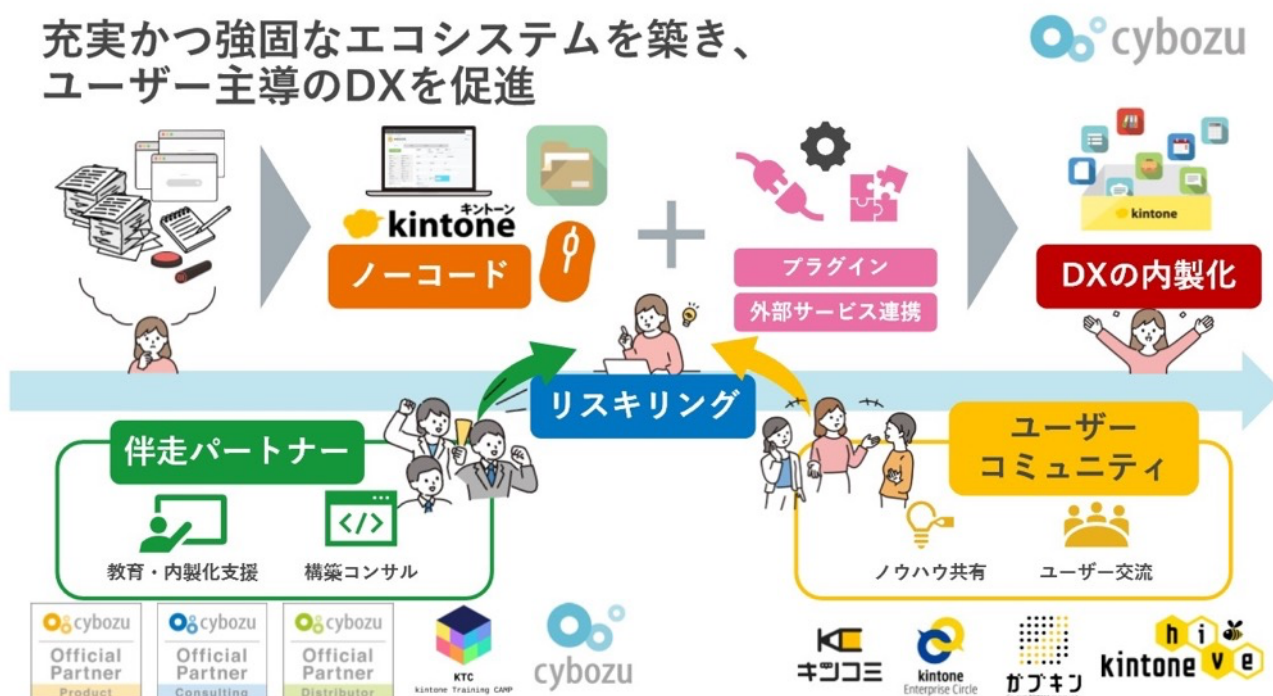 充実かつ強固なエコシステムを築き、
ユーザー主導のDXを促進
cybozu
キントーン
kintone
ノーコード
プラグイン
外部サービス連携
kintone
DXの内製化
リスキリング
伴走パートナー
教育・内製化支援
構築コンサル
ユーザー
コミュニティ
ノウハウ共有
ユーザー交流
cybozu
Official
Partner
Product
cybozu
Official
Partner
Consulting
cybozu
Official
Partner
Distributor
KTC
kintone Training CAMP
cybozu
キンコミ
kintone
Enterprise Circle
ガブキン
kintone hive